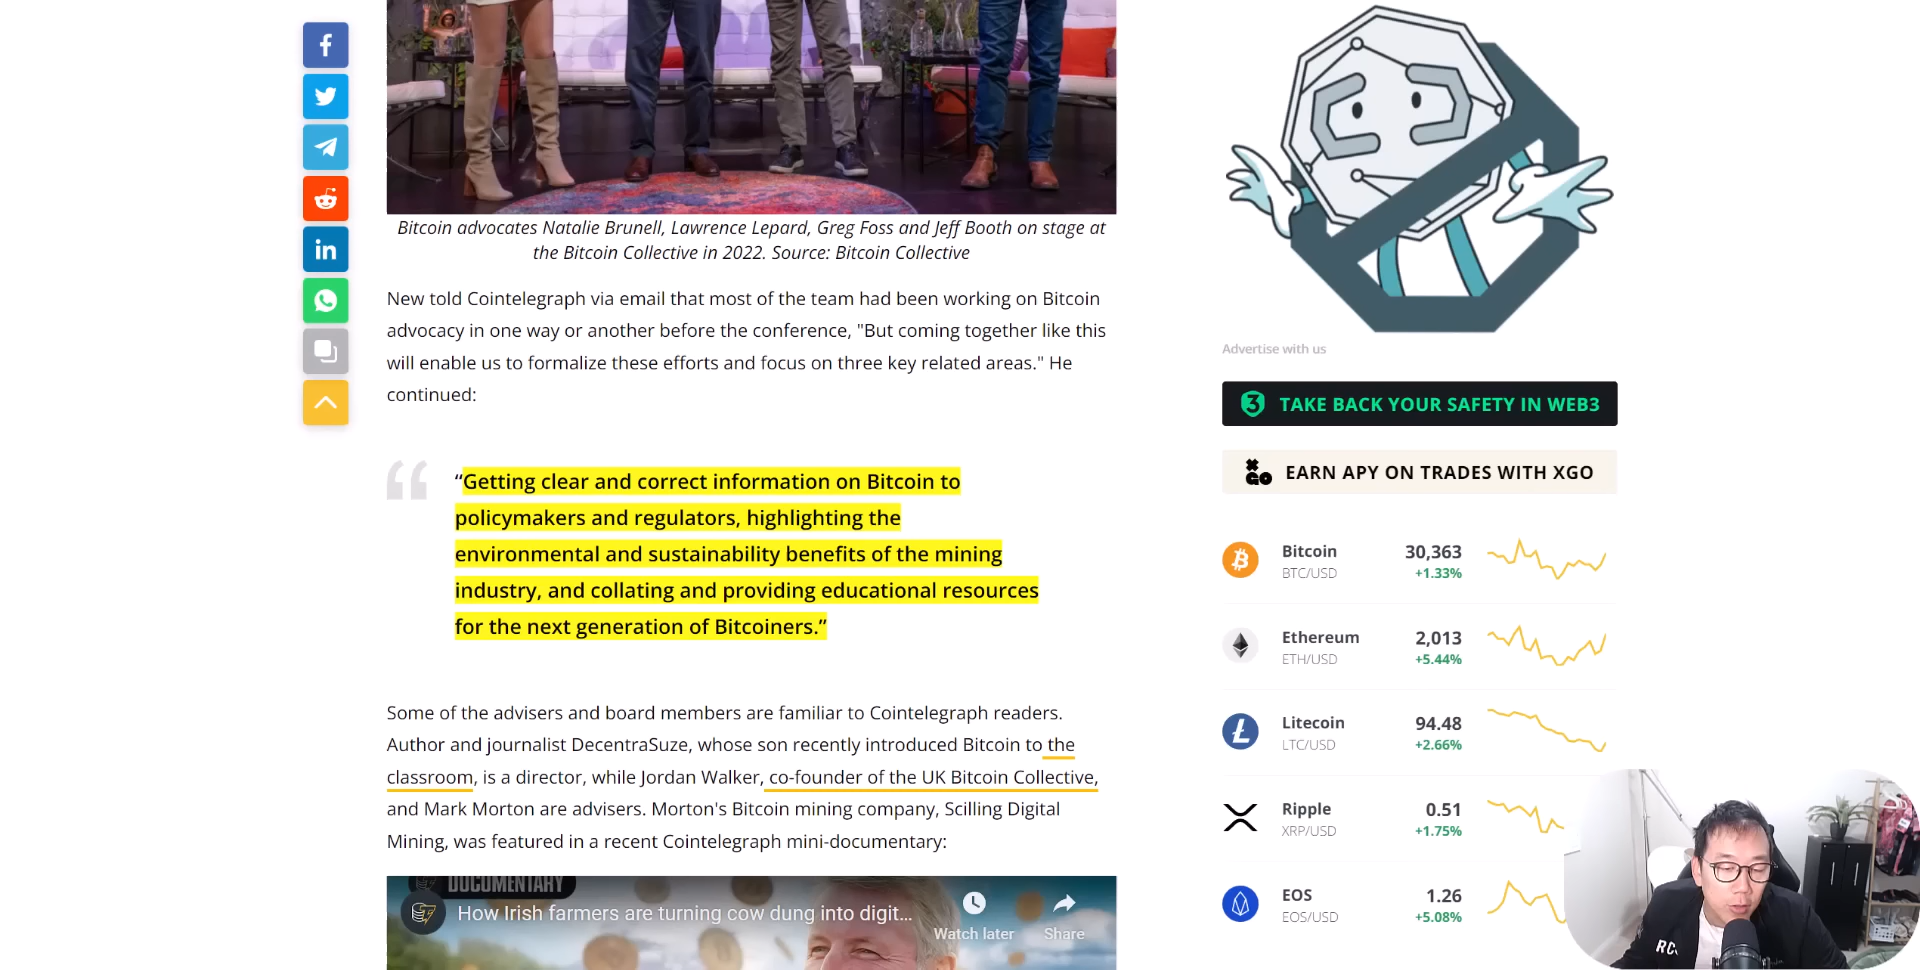 Bitcoin advocates Natalie Brunell, Lawrence Lepard, Greg Foss and Jeff Booth on stage at
the Bitcoin Collective in 2022. Source: Bitcoin Collective
New told Cointelegraph via email that most of the team had been working on Bitcoin
advocacy in one way or another before the conference, "But coming together like this
will enable us to formalize these efforts and focus on three key related areas." He
continued:
“Getting clear and correct information on Bitcoin to
policymakers and regulators, highlighting the
environmental and sustainability benefits of the mining
industry, and collating and providing educational resources
for the next generation of Bitcoiners.”
Some of the advisers and board members are familiar to Cointelegraph readers.
Author and journalist DecentraSuze, whose son recently introduced Bitcoin to the
classroom, is a director, while Jordan Walker, co-founder of the UK Bitcoin Collective,
and Mark Morton are advisers. Morton's Bitcoin mining company, Scilling Digital
Mining, was featured in a recent Cointelegraph mini-documentary:
DOCUMENTARY
How Irish farmers are turning cow dung into digit...
Watch later
Share
Advertise with us
TAKE BACK YOUR SAFETY IN WEB3
EARN APY ON TRADES WITH XGO
Bitcoin 30,363
BTC/USD +1.33%
Ethereum 2,013
ETH/USD +5.44%
Litecoin 94.48
LTC/USD +2.66%
Ripple 0.51
XRP/USD +1.75%
EOS 1.26
EOS/USD +5.08%